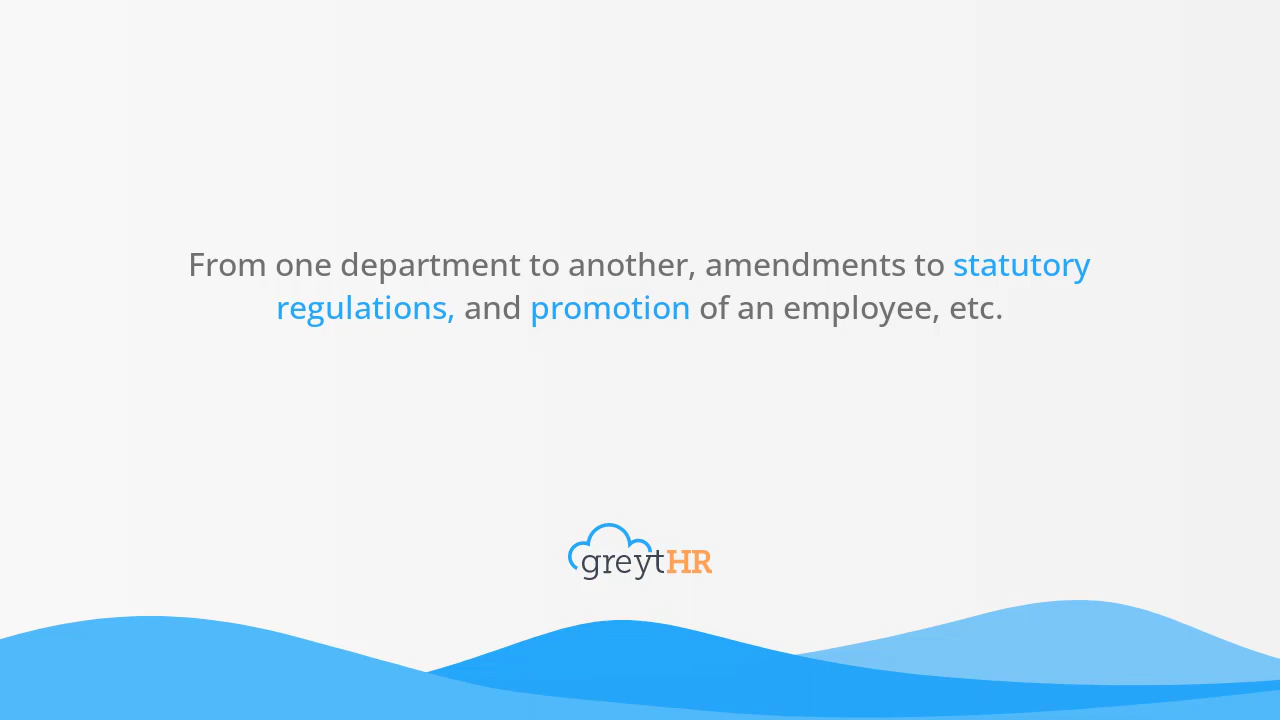 From one department to another, amendments to statutory
regulations, and promotion of an employee, etc.
greytHR